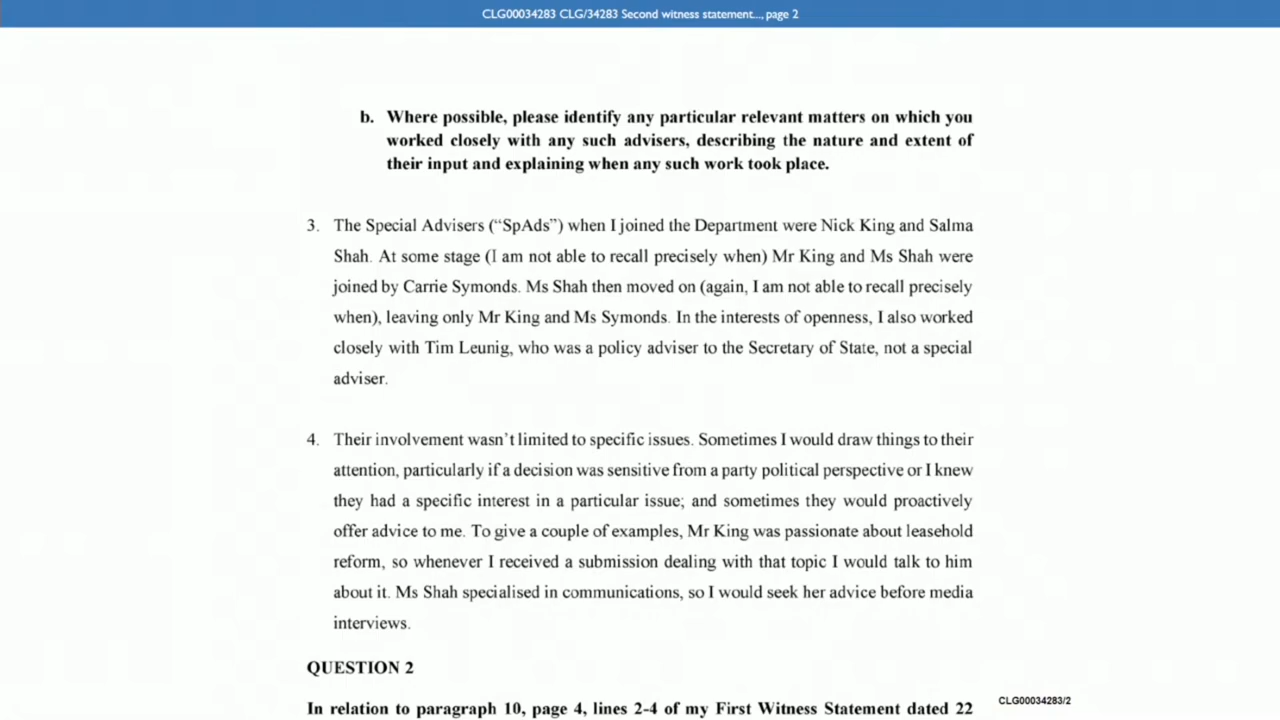 CLG00034283 CLG/34283 Second witness statement..., page 2
b. Where possible, please identify any particular relevant matters on which you
worked closely with any such advisers, describing the nature and extent of
their input and explaining when any such work took place.
3. The Special Advisers (“SpAds”) when I joined the Department were Nick King and Salma
Shah. At some stage (I am not able to recall precisely when) Mr King and Ms Shah were
joined by Carrie Symonds. Ms Shah then moved on (again, I am not able to recall precisely
when), leaving only Mr King and Ms Symonds. In the interests of openness, I also worked
closely with Tim Leunig, who was a policy adviser to the Secretary of State, not a special
adviser.
4. Their involvement wasn’t limited to specific issues. Sometimes I would draw things to their
attention, particularly if a decision was sensitive from a party political perspective or I knew
they had a specific interest in a particular issue; and sometimes they would proactively
offer advice to me. To give a couple of examples, Mr King was passionate about leasehold
reform, so whenever I received a submission dealing with that topic I would talk to him
about it. Ms Shah specialised in communications, so I would seek her advice before media
interviews.
QUESTION 2
In relation to paragraph 10, page 4, lines 2-4 of my First Witness Statement dated 22
CLG00034283/2